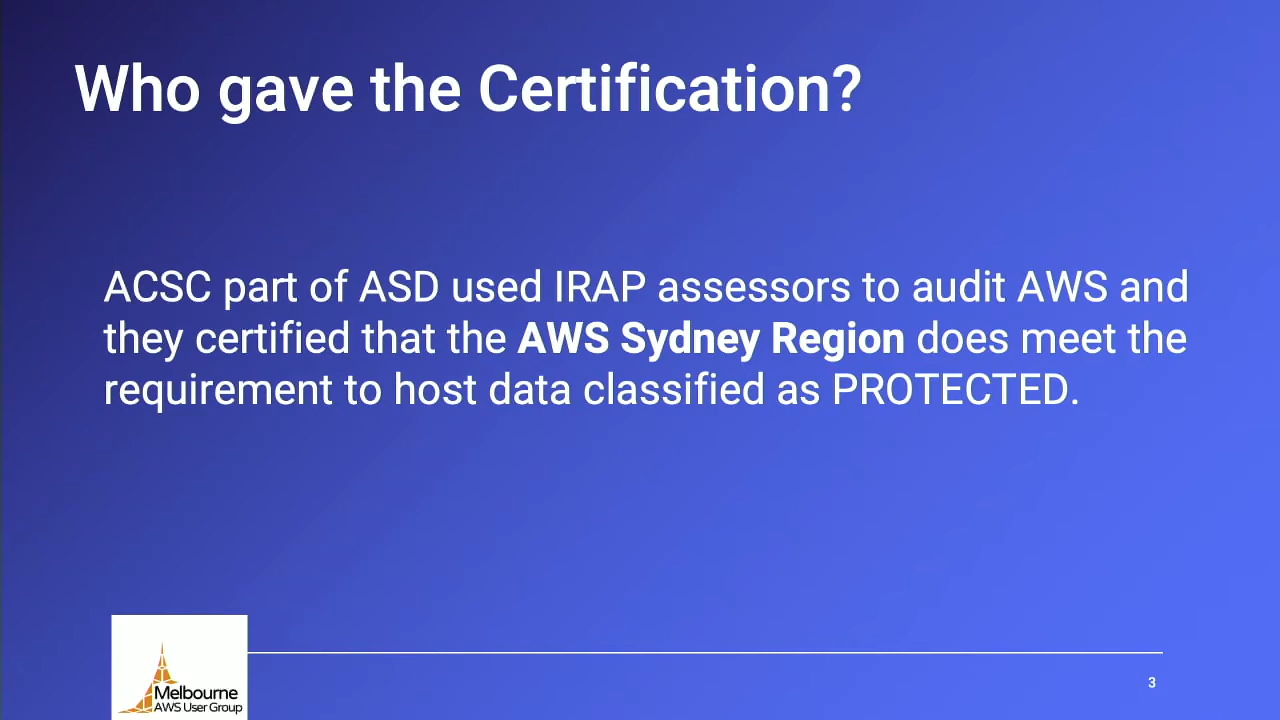 Who gave the Certification?
ACSC part of ASD used IRAP assessors to audit AWS and
they certified that the AWS Sydney Region does meet the
requirement to host data classified as PROTECTED.
Melbourne
AWS User Group
3